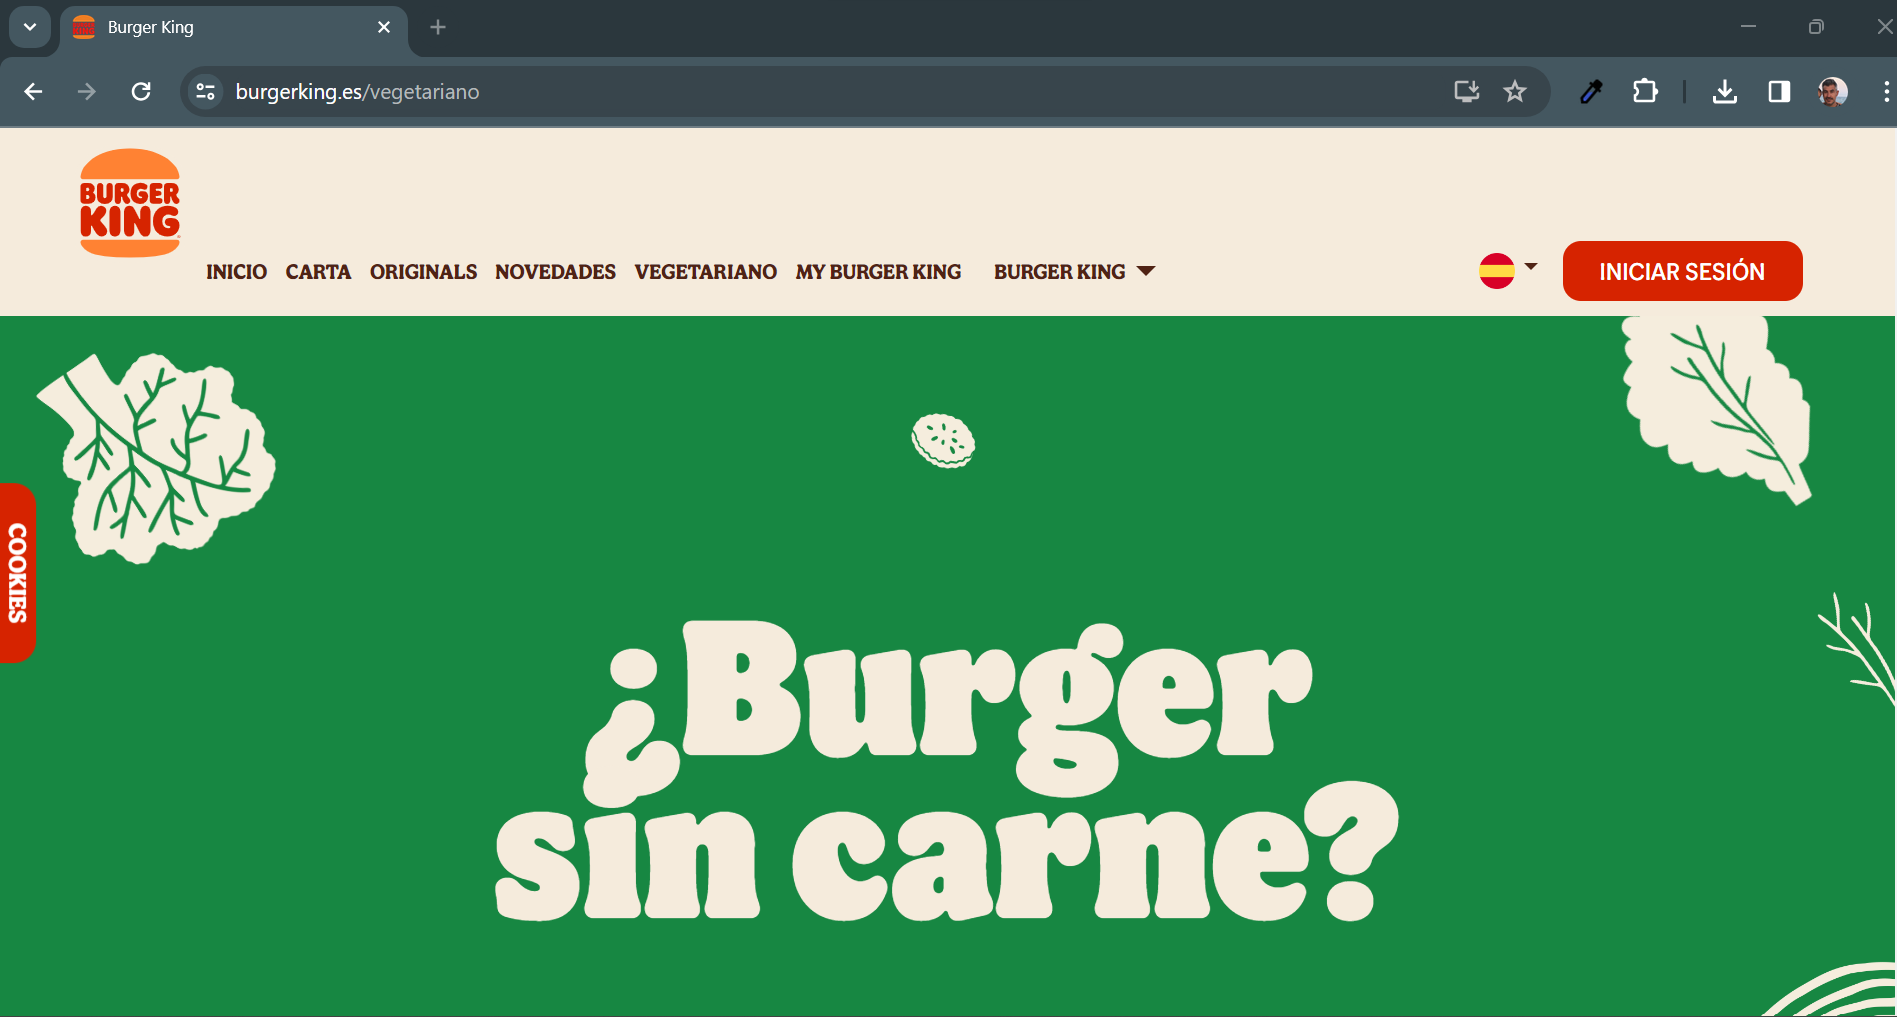 Burger King
burgerking.es/vegetariano
BURGER
KING
INICIO CARTA ORIGINALS NOVEDADES VEGETARIANO MY BURGER KING BURGER KING
INICIAR SESIÓN
COOKIES
¿Burger
sin carne?